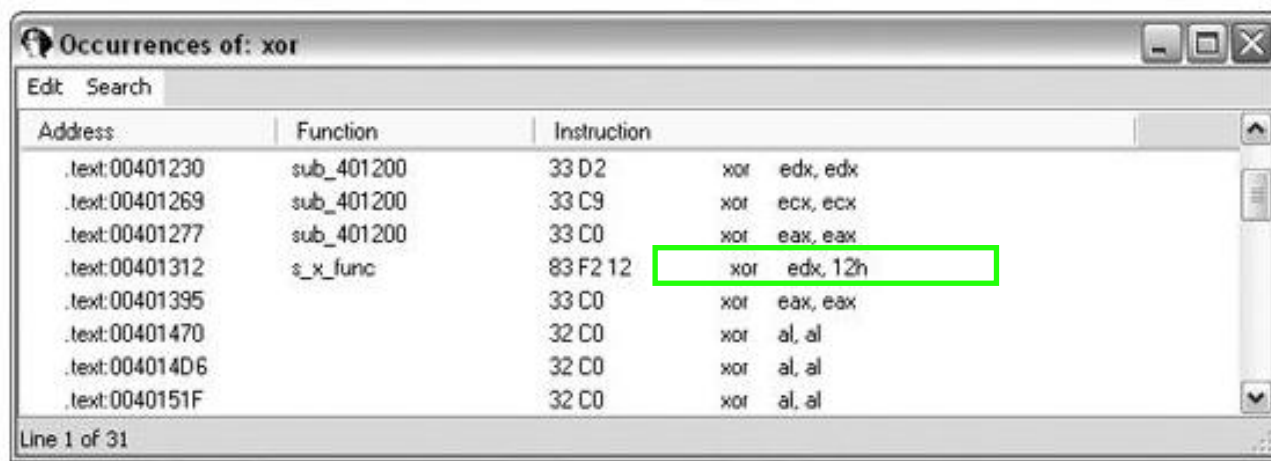 Occurrences of: xor
Edit Search
Address Function Instruction
.text:00401230 sub_401200 33 D2 xor edx, edx
.text:00401269 sub_401200 33 C9 xor ecx, ecx
.text:00401277 sub_401200 33 C0 xor eax, eax
.text:00401312 s_x_func 83 F2 12 xor edx, 12h
.text:00401395 33 C0 xor eax, eax
.text:00401470 32 C0 xor al, al
.text:004014D6 32 C0 xor al, al
.text:0040151F 32 C0 xor al, al
Line 1 of 31